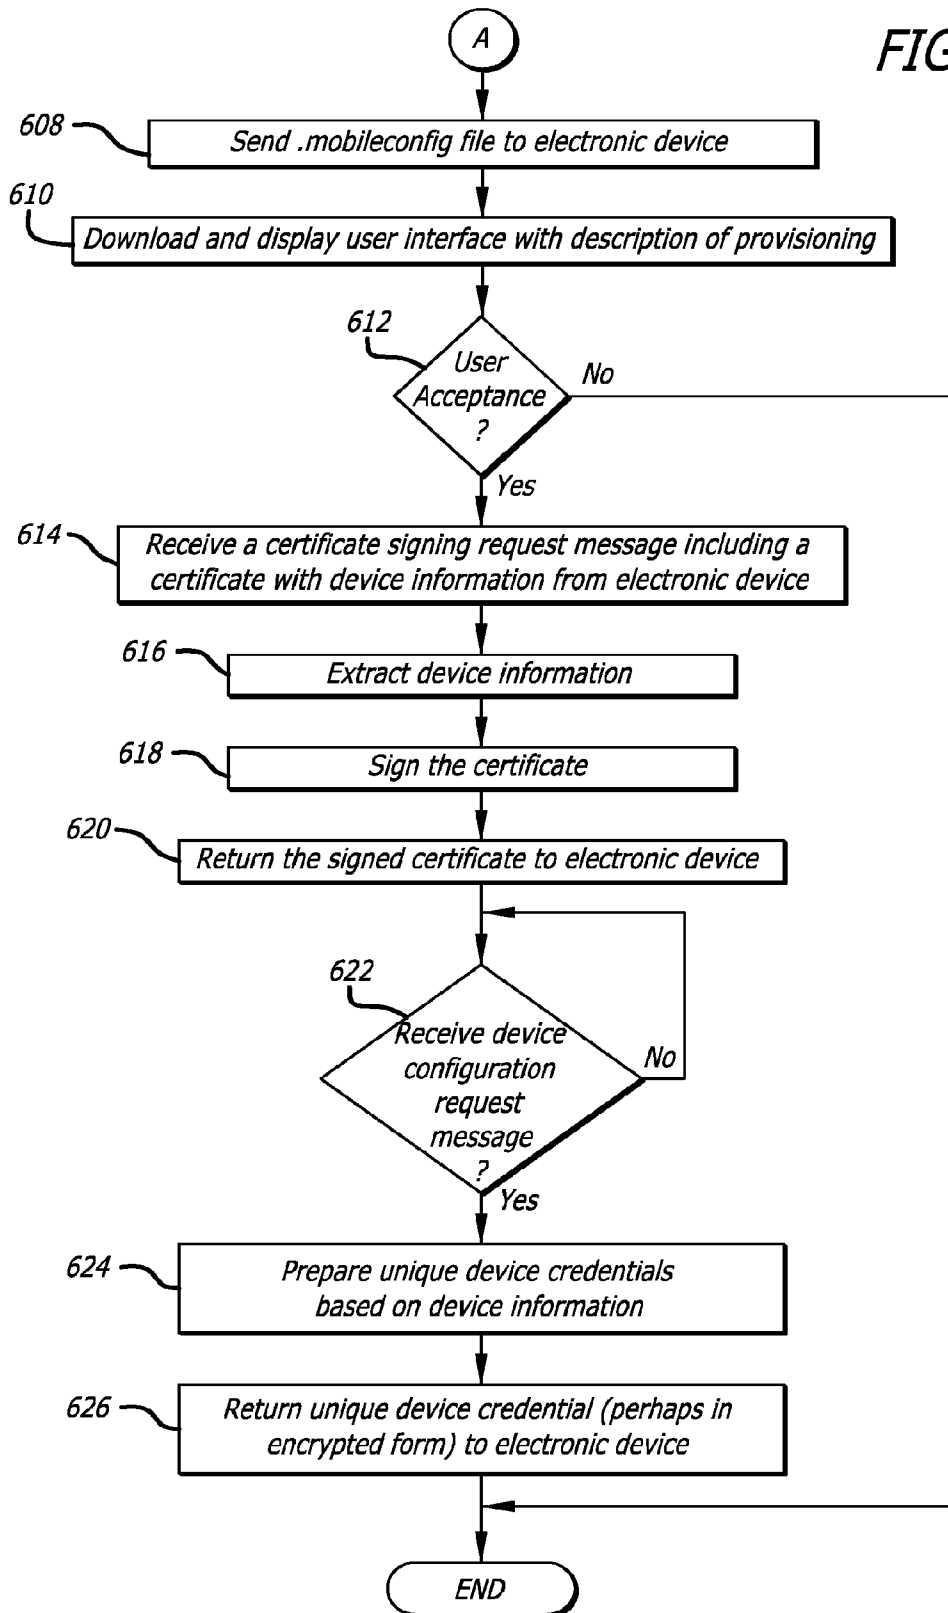 A
FIG
608
Send .mobileconfig file to electronic device
610
Download and display user interface with description of provisioning
612
User
Acceptance
?
No
Yes
614
Receive a certificate signing request message including a
certificate with device information from electronic device
616
Extract device information
618
Sign the certificate
620
Return the signed certificate to electronic device
622
Receive device
configuration
request
message
?
No
Yes
624
Prepare unique device credentials
based on device information
626
Return unique device credential (perhaps in
encrypted form) to electronic device
END